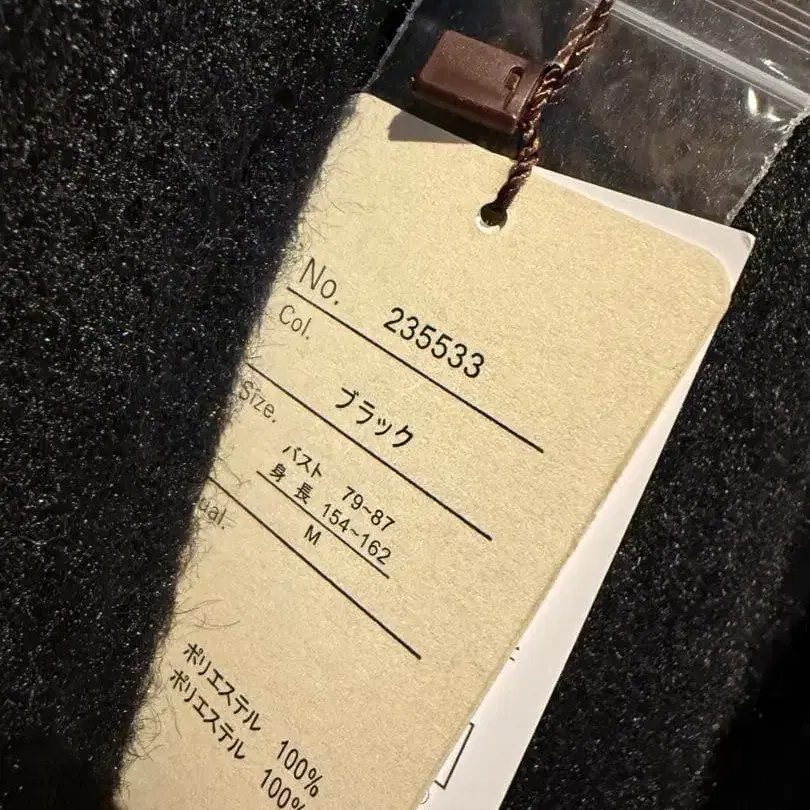 No. 235533
Col. ブラック
Size.
バスト 79~87
身長 154~162
M
ual.
ポリエステル 100%
ポリエステル 100%